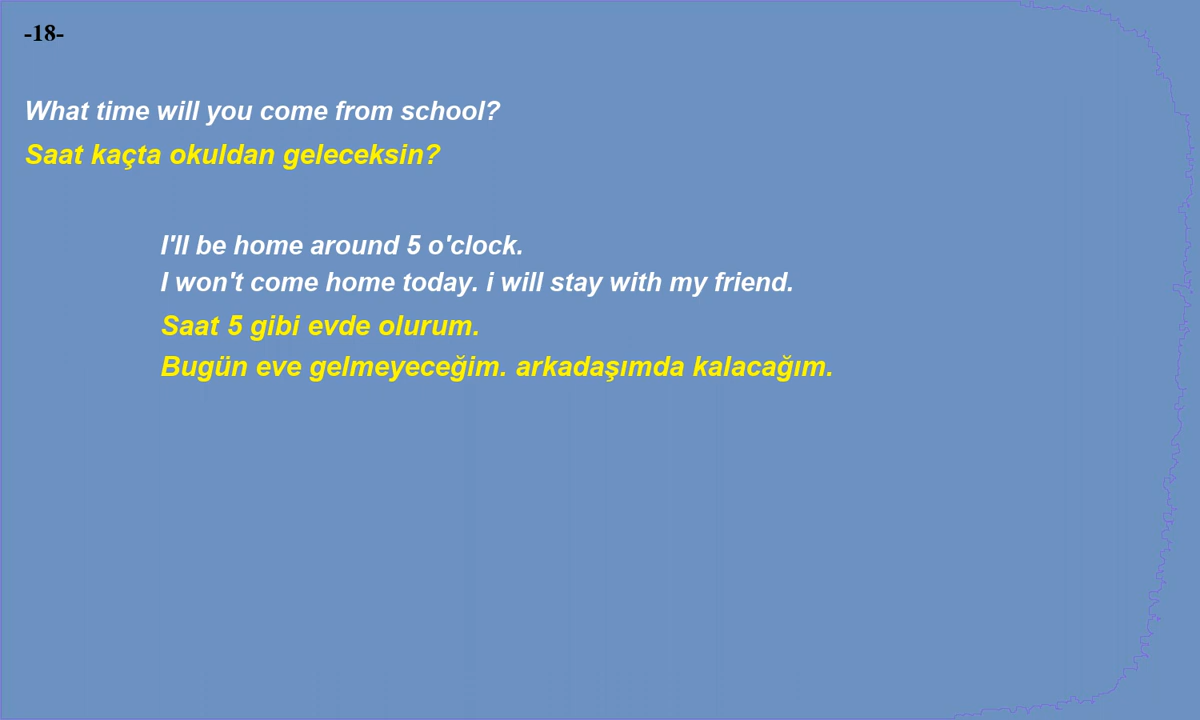 -18-
What time will you come from school?
Saat kaçta okuldan geleceksin?
I'll be home around 5 o'clock.
I won't come home today. i will stay with my friend.
Saat 5 gibi evde olurum.
Bugün eve gelmeyeceğim. arkadaşımda kalacağım.